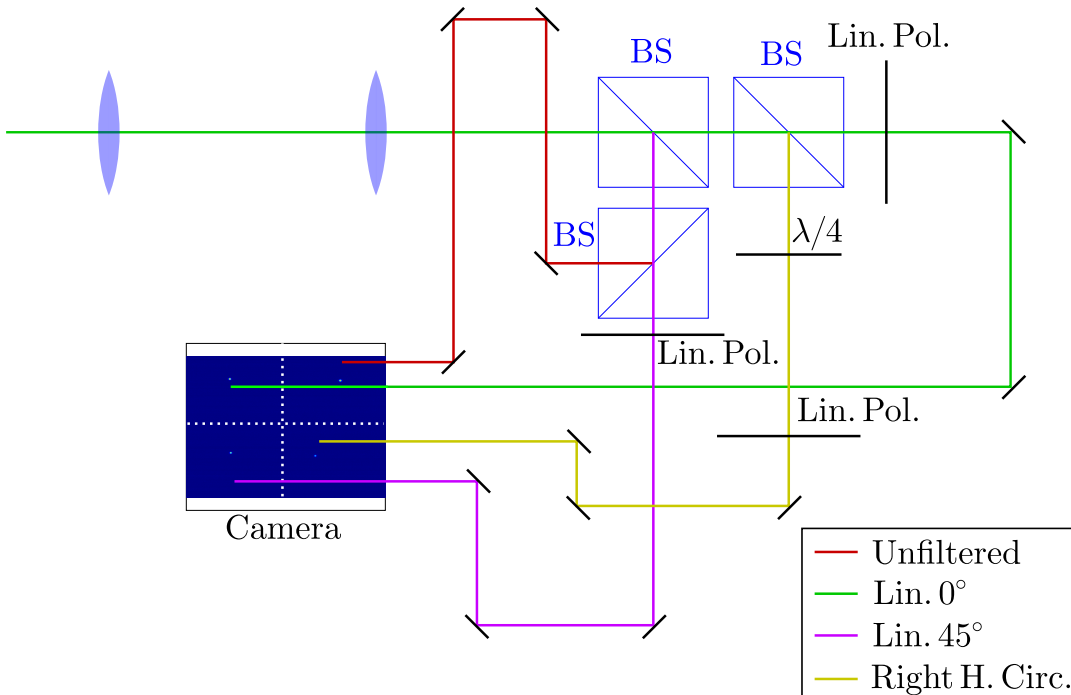 Lin. Pol.
BS
BS
λ/4
BS
Lin. Pol.
Lin. Pol.
Camera
Unfiltered
Lin. 0°
Lin. 45°
Right H. Circ.